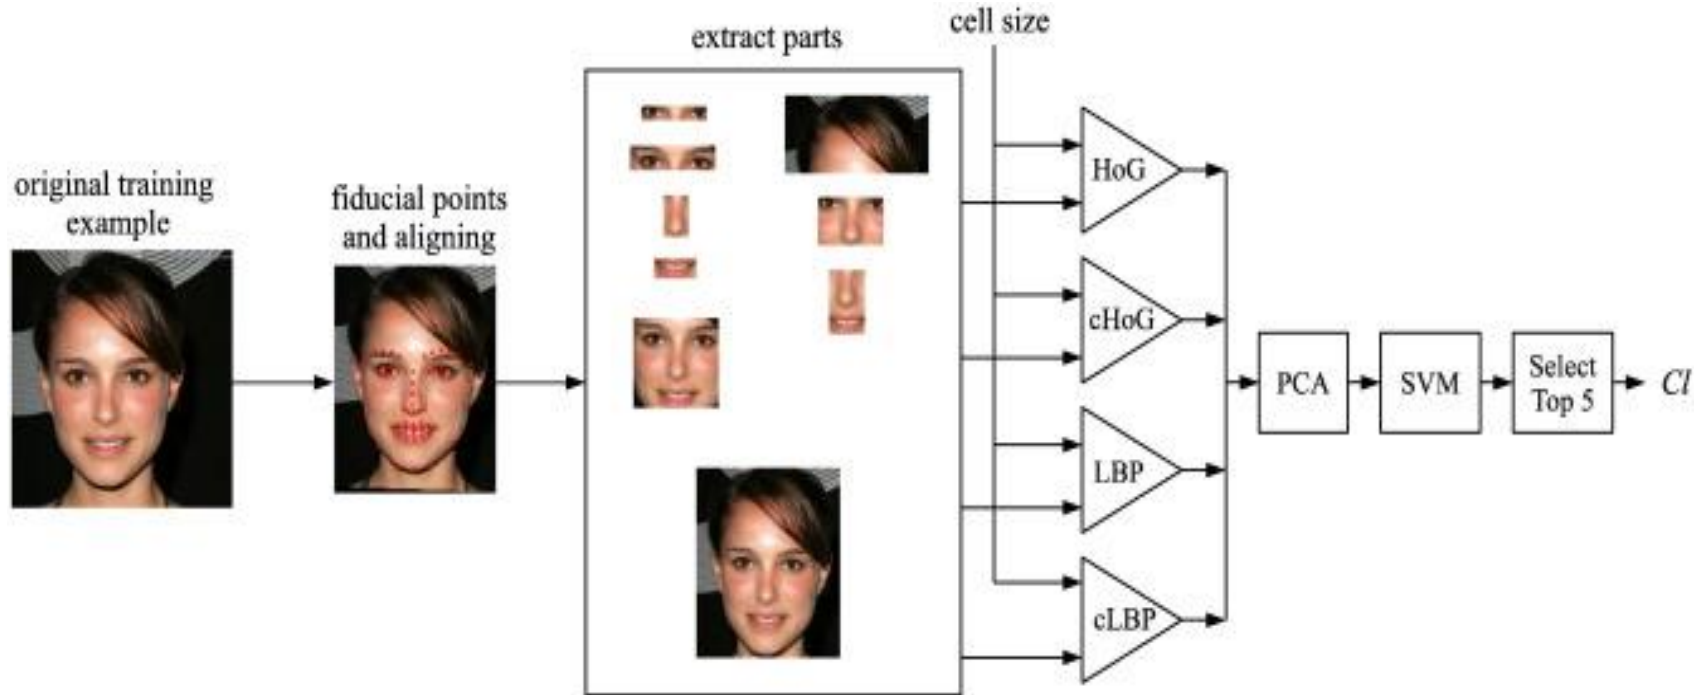 original training
example
fiducial points
and aligning
extract parts
cell size
HoG
cHoG
LBP
cLBP
PCA
SVM
Select
Top 5
Cl